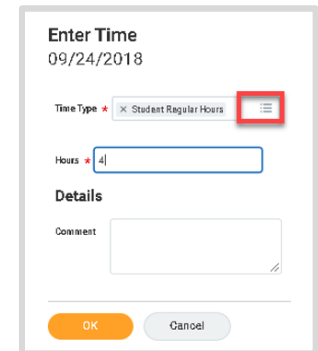 Enter Time
09/24/2018
Time Type * × Student Regular Hours
Hours * 4
Details
Comment
OK Cancel